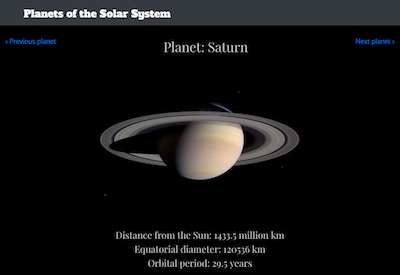 Planets of the Solar System
‹ Previous planet
Planet: Saturn
Next planet ›
Distance from the Sun: 1433.5 million km
Equatorial diameter: 120536 km
Orbital period: 29.5 years